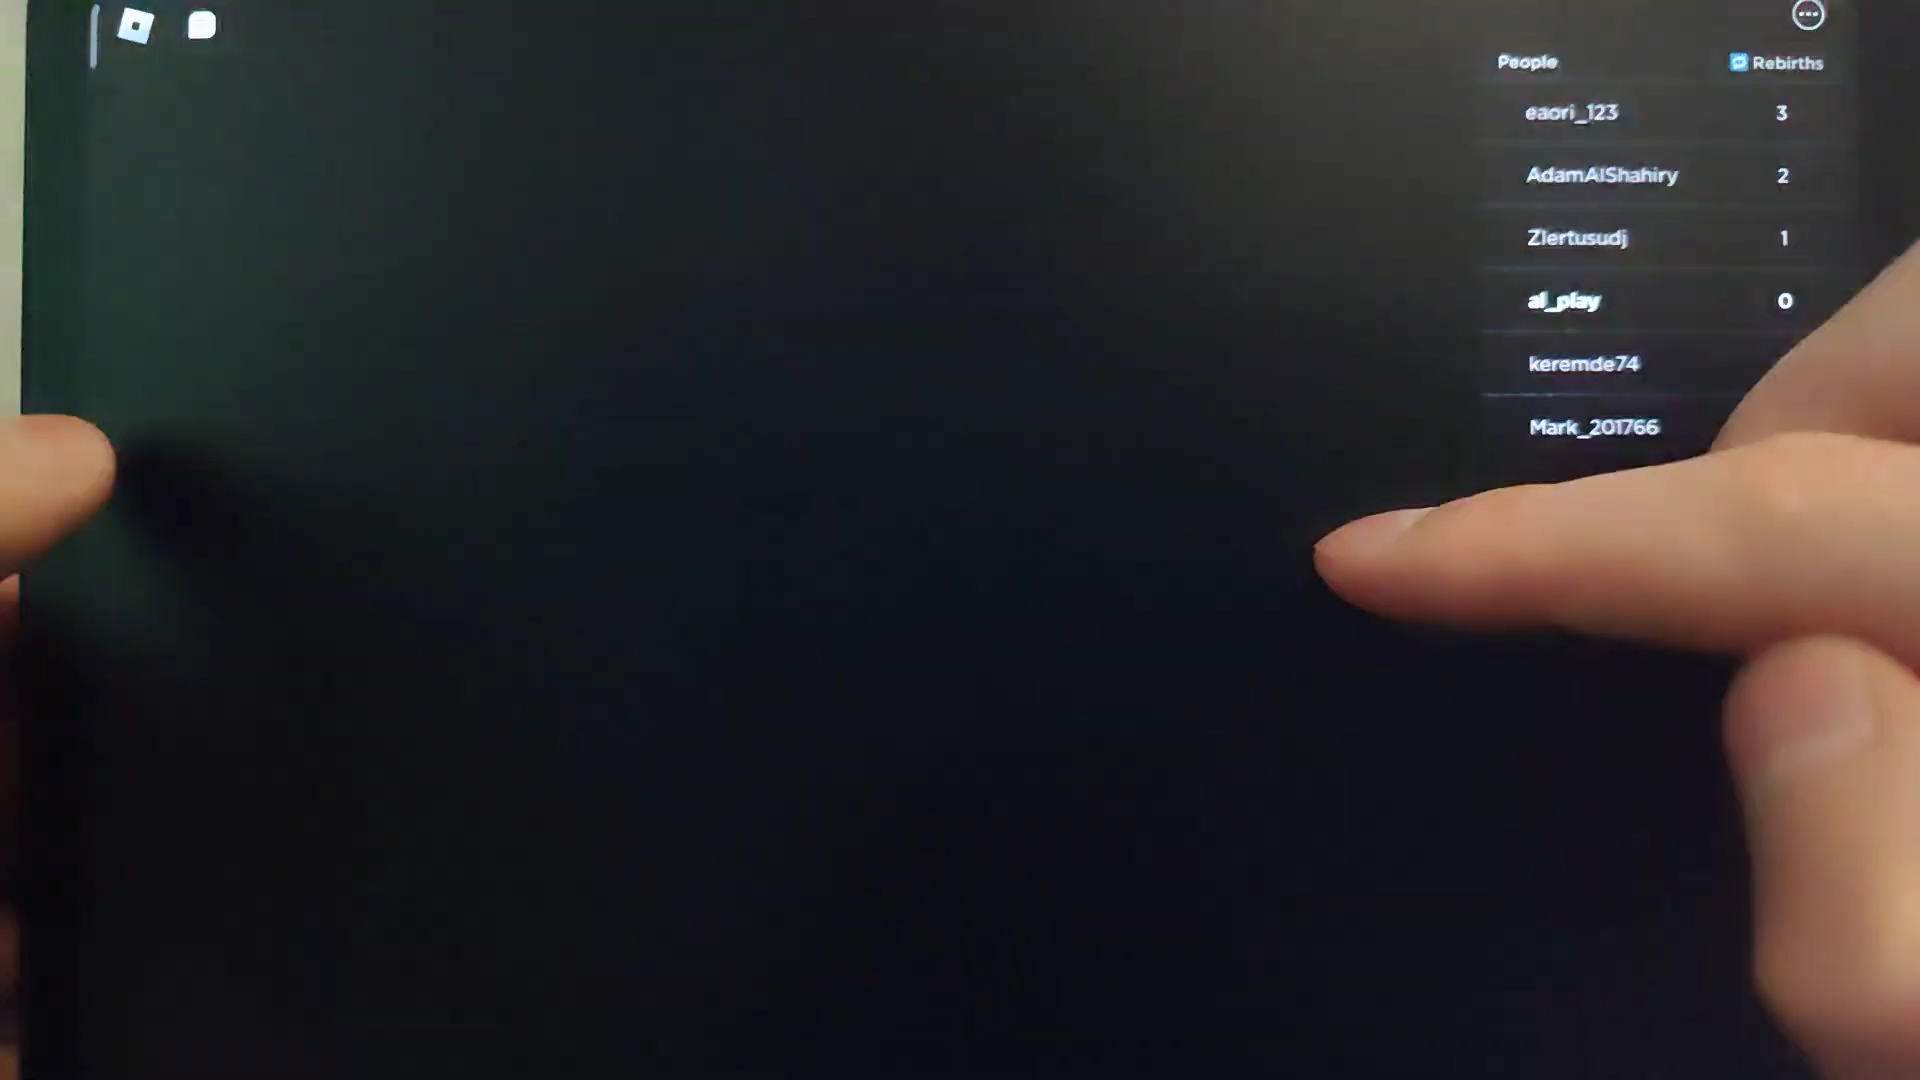 People Rebirths
eaori_123 3
AdamAlShahiry 2
Zlertusudj 1
al_play 0
keremde74
Mark_201766